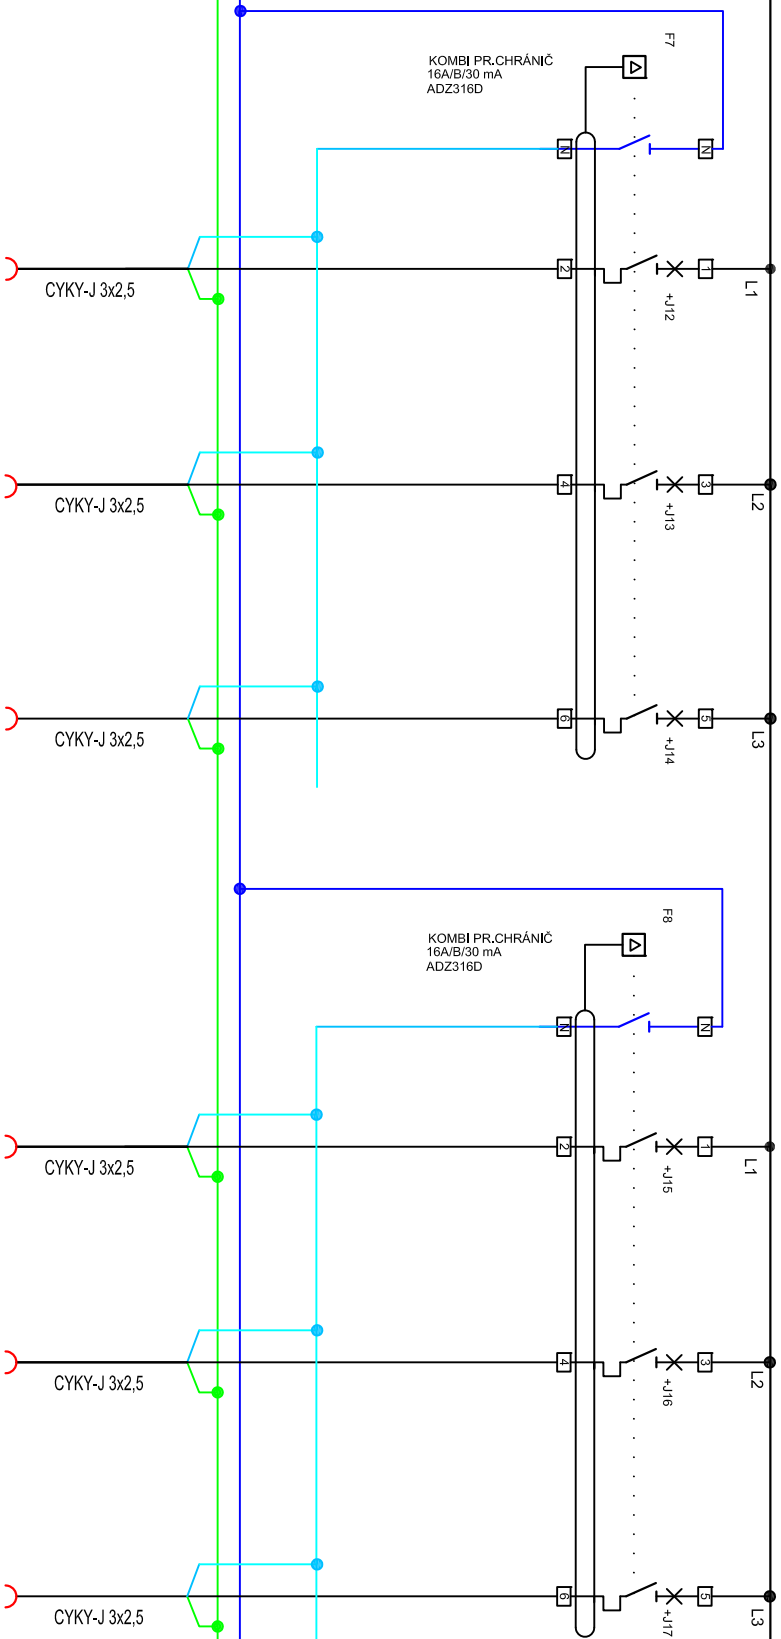 F7
KOMBI PR.CHRÁNIČ
16A/B/30 mA
ADZ316D
N
N
2
1
L1
CYKY-J 3x2,5
+J12
4
3
L2
CYKY-J 3x2,5
+J13
6
5
L3
CYKY-J 3x2,5
+J14
F8
KOMBI PR.CHRÁNIČ
16A/B/30 mA
ADZ316D
N
N
2
1
L1
CYKY-J 3x2,5
+J15
4
3
L2
CYKY-J 3x2,5
+J16
6
5
L3
CYKY-J 3x2,5
+J17